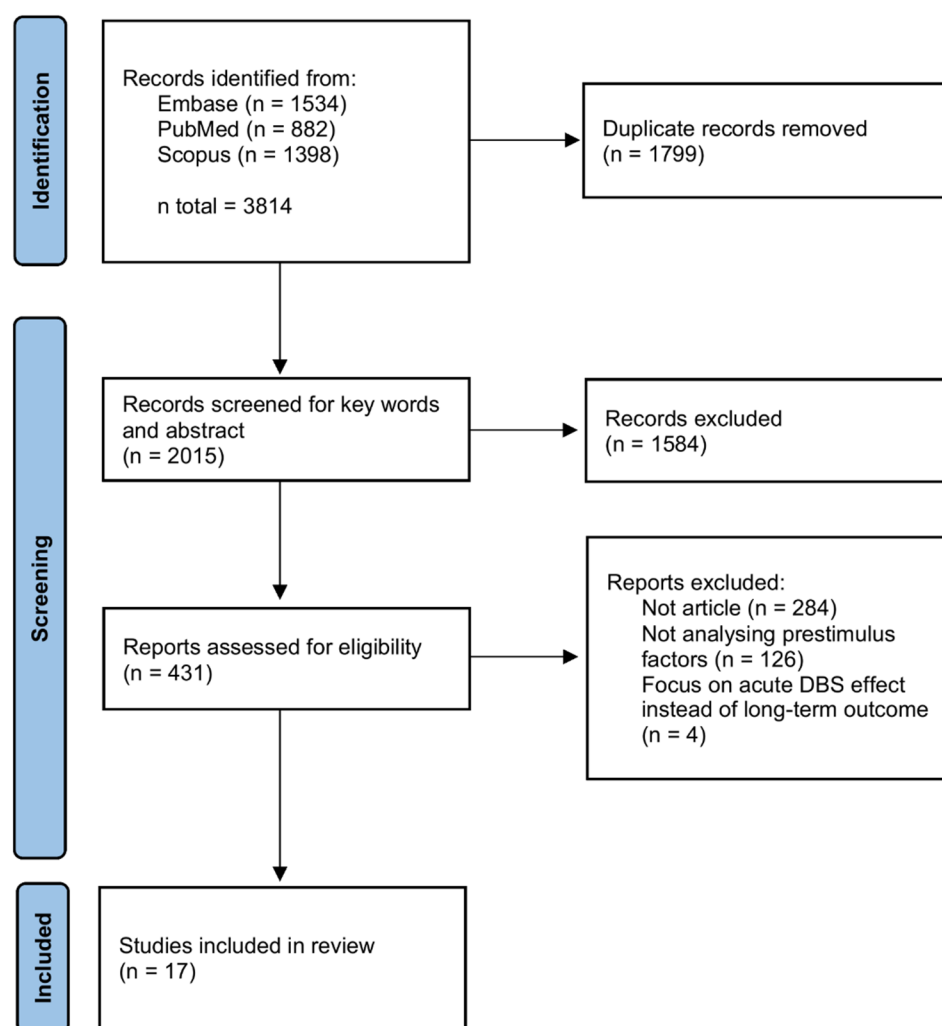 Identification
Records identified from:
Embase (n = 1534)
PubMed (n = 882)
Scopus (n = 1398)
n total = 3814
Duplicate records removed
(n = 1799)
Screening
Records screened for key words
and abstract
(n = 2015)
Records excluded
(n = 1584)
Reports assessed for eligibility
(n = 431)
Reports excluded:
Not article (n = 284)
Not analysing prestimulus
factors (n = 126)
Focus on acute DBS effect
instead of long-term outcome
(n = 4)
Included
Studies included in review
(n = 17)